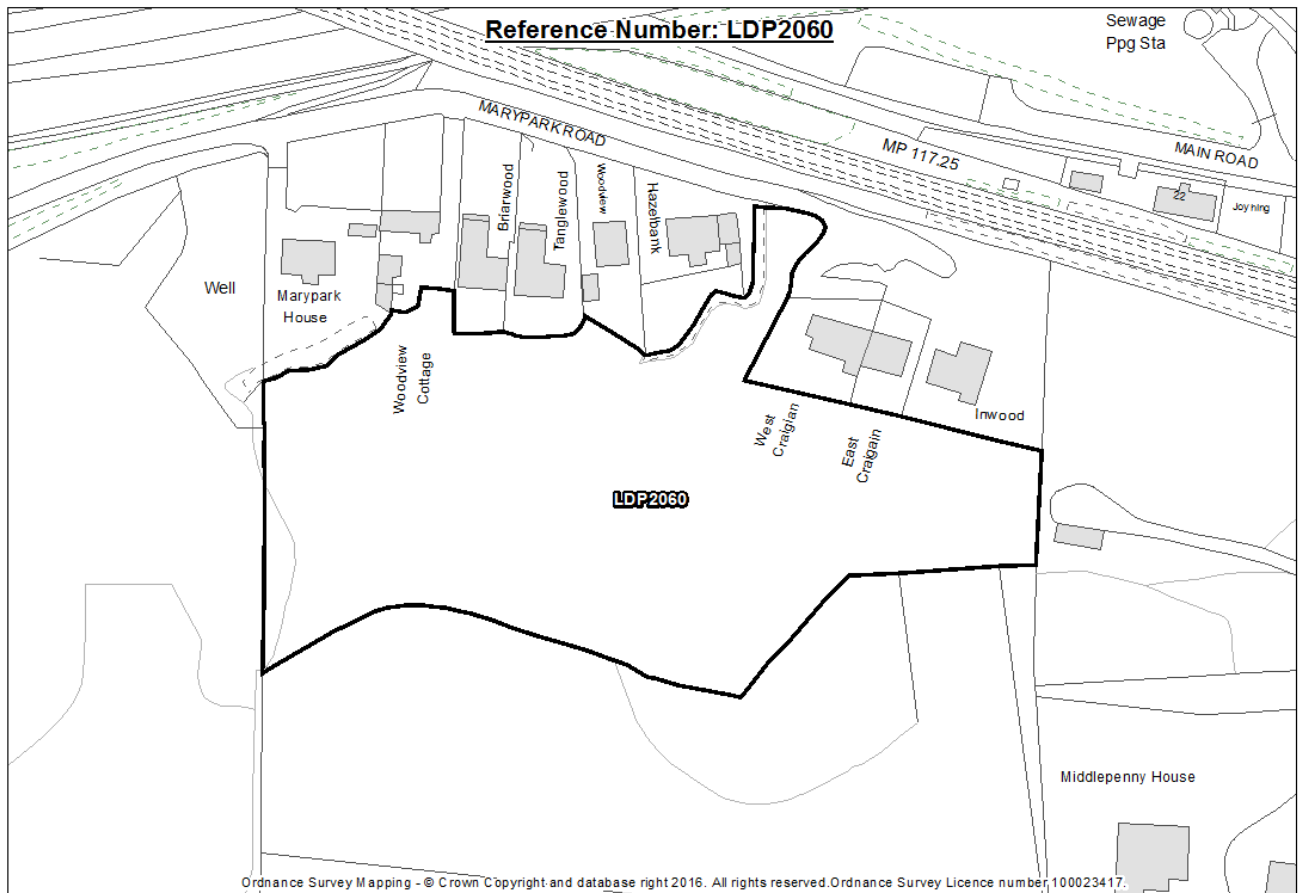 Reference Number: LDP2060
Sewage
Ppg Sta
MARYPARK ROAD
MP 117.25
MAIN ROAD
22
Joyning
Briarwood
Tanglewood
Woodview
Hazelbank
Well
Marypark
House
Woodview
Cottage
West
Craigian
East
Craigain
Inwood
LDP2060
Middlepenny House
Ordnance Survey Mapping - © Crown Copyright and database right 2016. All rights reserved.Ordnance Survey Licence number 100023417.